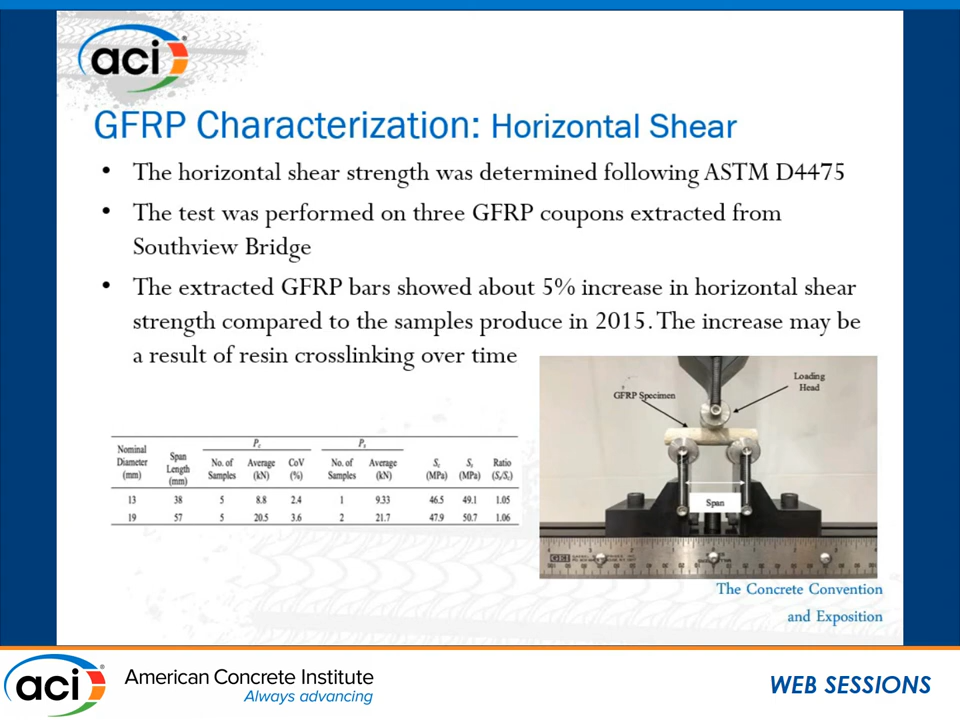 aci
GFRP Characterization: Horizontal Shear
• The horizontal shear strength was determined following ASTM D4475
• The test was performed on three GFRP coupons extracted from
Southview Bridge
• The extracted GFRP bars showed about 5% increase in horizontal shear
strength compared to the samples produce in 2015. The increase may be
a result of resin crosslinking over time
Nominal Diameter (mm) Span Length (mm) No. of Samples Average (kN) CoV (%) No. of Samples Average (kN) (MPa) (MPa) Ratio
13 38 5 8.8 2.4 1 9.33 46.5 49.1 1.05
19 57 5 20.5 3.6 2 21.7 47.9 50.7 1.06
Loading
Head
GFRP Specimen
Span
The Concrete Convention
and Exposition
aci
American Concrete Institute
Always advancing
WEB SESSIONS